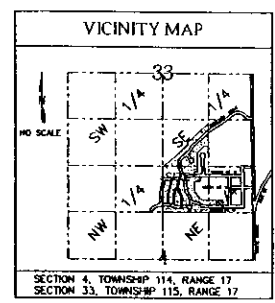 VICINITY MAP
33
1/4
1/4
NO SCALE
SW
SE
1/4
NW
NE
4
SECTION 4, TOWNSHIP 114, RANGE 17
SECTION 33, TOWNSHIP 115, RANGE 17